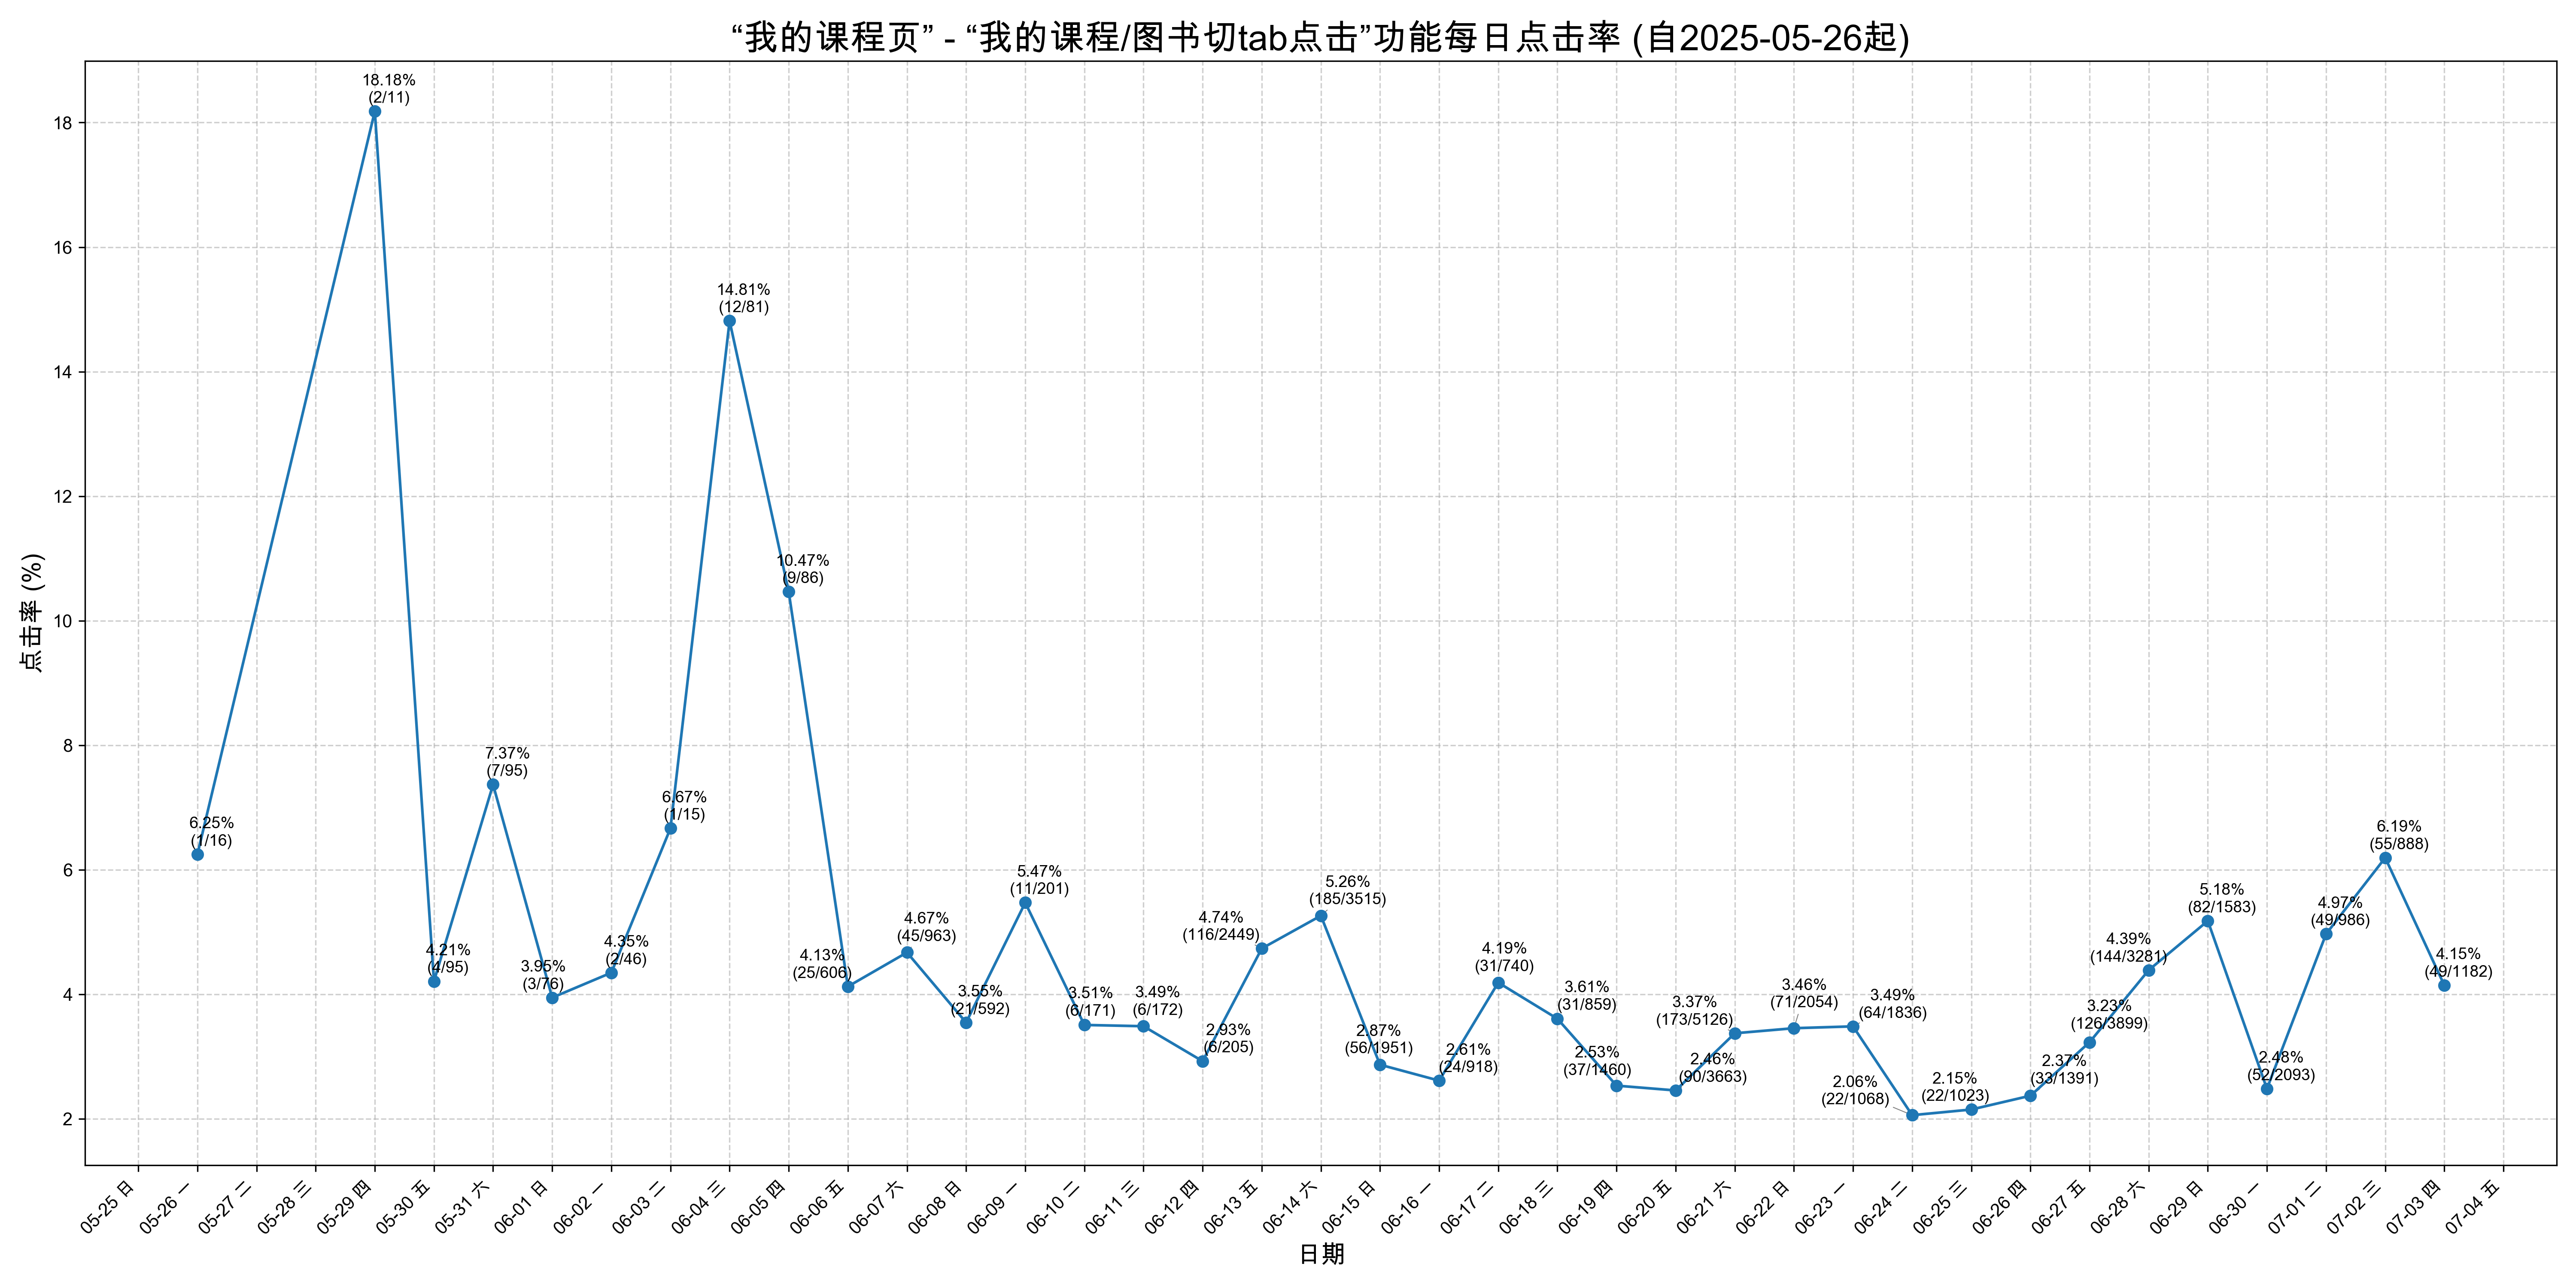 “我的课程页” - “我的课程/图书切tab点击”功能每日点击率 (自2025-05-26起)
点击率 (%)
18
16
14
12
10
8
6
4
2
6.25%
(1/16)
18.18%
(2/11)
4.21%
(4/95)
7.37%
(7/95)
3.95%
(3/76)
4.35%
(2/46)
6.67%
(1/15)
14.81%
(12/81)
10.47%
(9/86)
4.13%
(25/606)
4.67%
(45/963)
3.55%
(21/592)
5.47%
(11/201)
3.51%
(6/171)
3.49%
(6/172)
2.93%
(6/205)
4.74%
(116/2449)
5.26%
(185/3515)
2.87%
(56/1951)
2.61%
(24/918)
4.19%
(31/740)
3.61%
(31/859)
2.53%
(37/1460)
2.46%
(90/3663)
3.37%
(173/5126)
3.46%
(71/2054)
3.49%
(64/1836)
2.06%
(22/1068)
2.15%
(22/1023)
2.37%
(33/1391)
3.23%
(126/3899)
4.39%
(144/3281)
5.18%
(82/1583)
2.48%
(52/2093)
4.97%
(49/986)
6.19%
(55/888)
4.15%
(49/1182)
05-25 日
05-26 一
05-27 二
05-28 三
05-29 四
05-30 五
05-31 六
06-01 日
06-02 一
06-03 二
06-04 三
06-05 四
06-06 五
06-07 六
06-08 日
06-09 一
06-10 二
06-11 三
06-12 四
06-13 五
06-14 六
06-15 日
06-16 一
06-17 二
06-18 三
06-19 四
06-20 五
06-21 六
06-22 日
06-23 一
06-24 二
06-25 三
06-26 四
06-27 五
06-28 六
06-29 日
06-30 一
07-01 二
07-02 三
07-03 四
07-04 五
日期